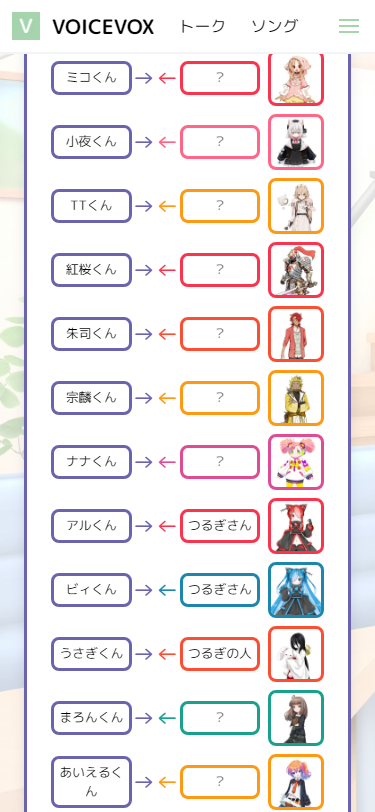 V VOICEVOX トーク ソング
ミコくん → ← ?
小夜くん → ← ?
TTくん → ← ?
紅桜くん → ← ?
朱司くん → ← ?
宗麟くん → ← ?
ナナくん → ← ?
アルくん → ← つるぎさん
ビィくん → ← つるぎさん
うさぎくん → ← つるぎの人
まろんくん → ← ?
あいえるく
ん → ← ?